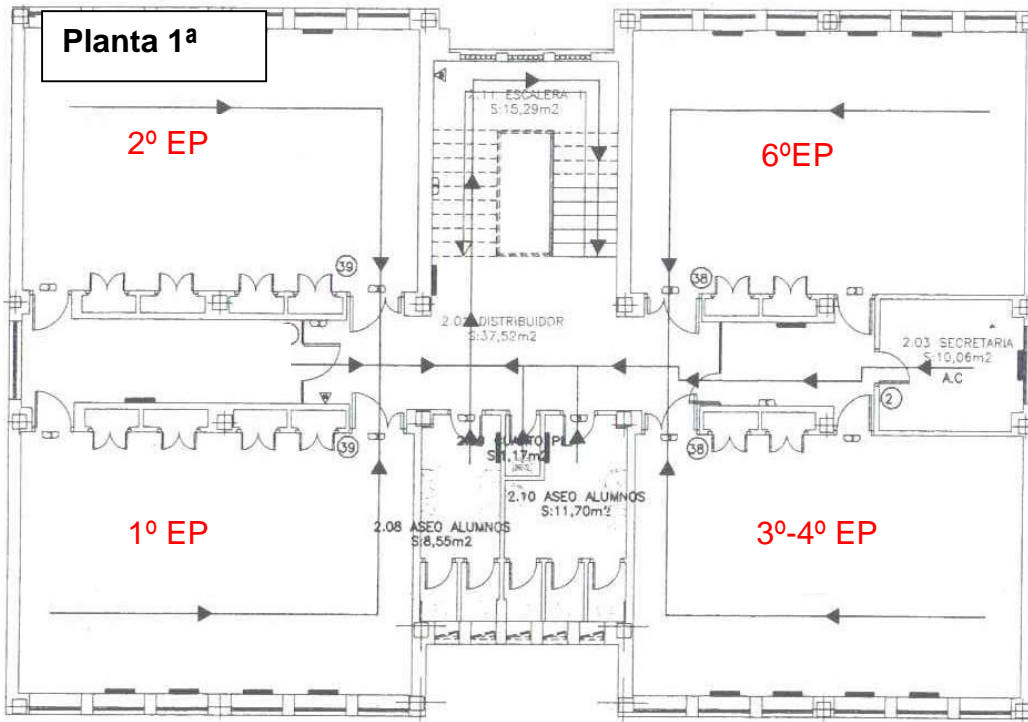 Planta 1ª
2.11 ESCALERA 1
S:15,29m2
2º EP
6ºEP
39
38
DISTRIBUIDOR
S:37,52m2
2.03 SECRETARIA
S:10,06m2
A.C
2
39
38
S:1,17m2
2.10 ASEO ALUMNOS
S:11,70m2
2.08 ASEO ALUMNOS
S:8,55m2
1º EP
3º-4º EP